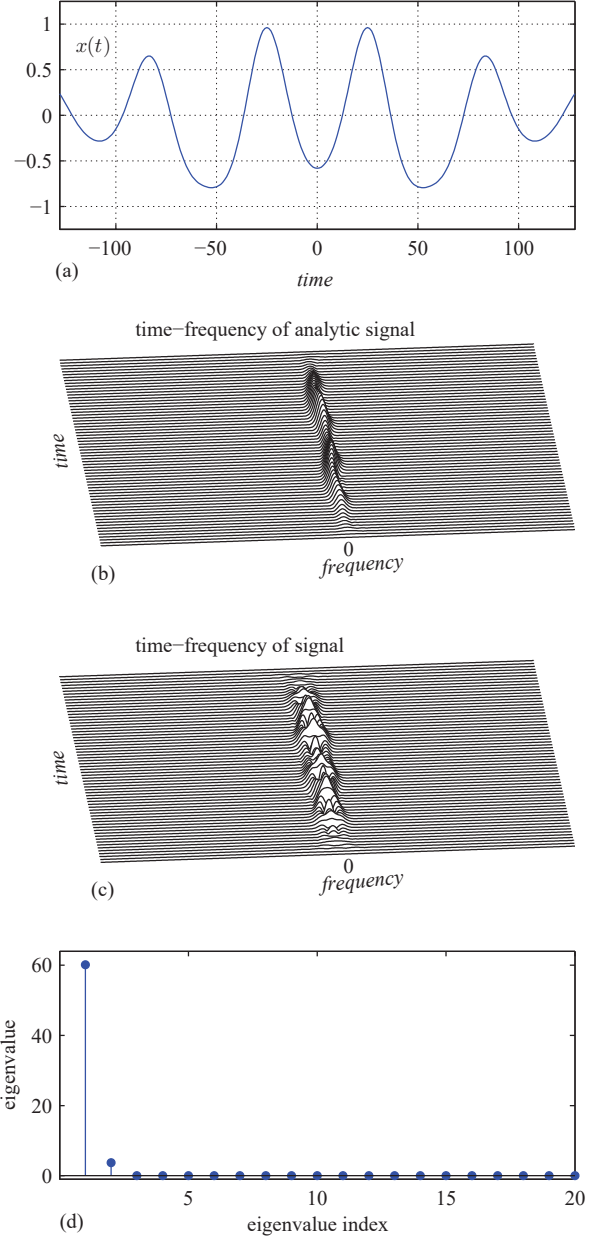 1
x(t)
0.5
0
−0.5
−1
−100 −50 0 50 100
(a)
time
time−frequency of analytic signal
time
0
(b)
frequency
time−frequency of signal
time
0
(c)
frequency
60
40
eigenvalue
20
0
5 10 15 20
(d)
eigenvalue index